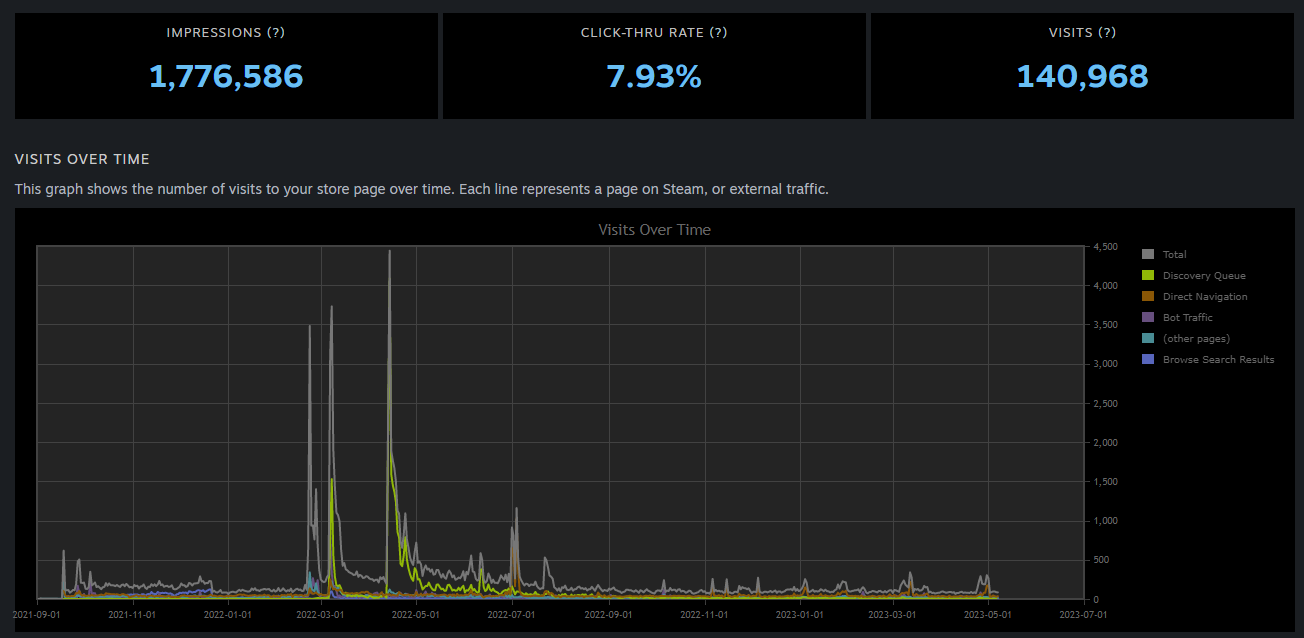 IMPRESSIONS (?)
1,776,586
CLICK-THRU RATE (?)
7.93%
VISITS (?)
140,968
VISITS OVER TIME
This graph shows the number of visits to your store page over time. Each line represents a page on Steam, or external traffic.
Visits Over Time
4,500
4,000
3,500
3,000
2,500
2,000
1,500
1,000
500
0
Total
Discovery Queue
Direct Navigation
Bot Traffic
(other pages)
Browse Search Results
2021-09-01 2021-11-01 2022-01-01 2022-03-01 2022-05-01 2022-07-01 2022-09-01 2022-11-01 2023-01-01 2023-03-01 2023-05-01 2023-07-01